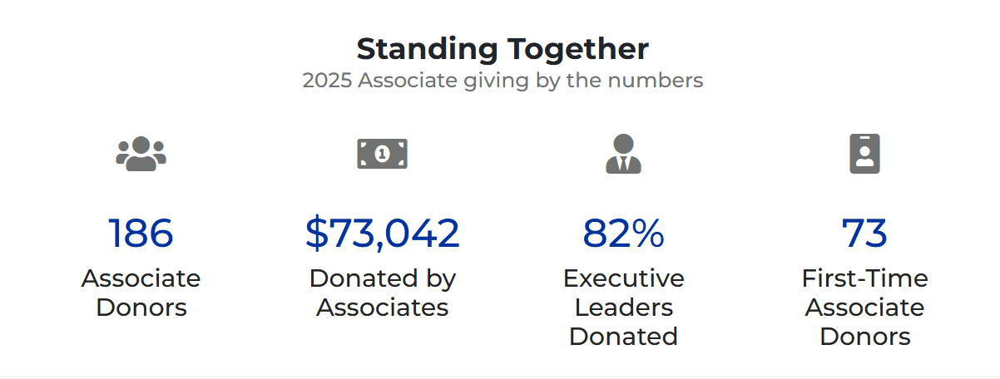 Standing Together
2025 Associate giving by the numbers
1
186
Associate
Donors
$73,042
Donated by
Associates
82%
Executive
Leaders
Donated
73
First-Time
Associate
Donors